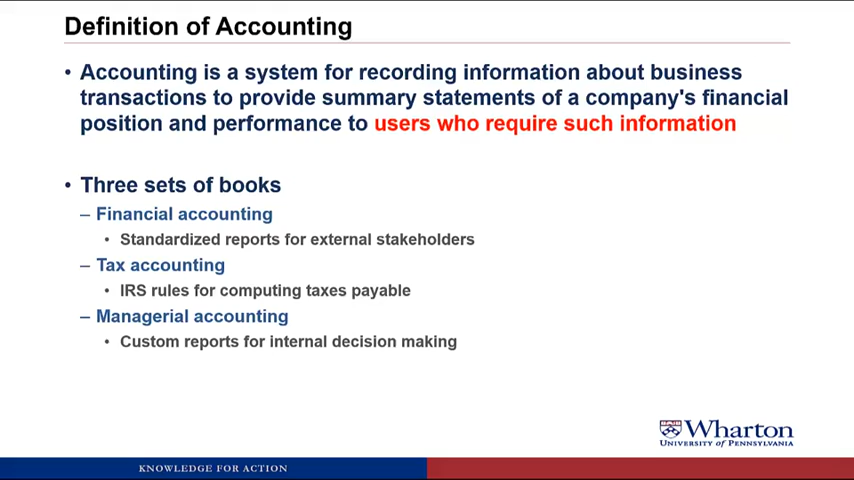 Definition of Accounting
• Accounting is a system for recording information about business
transactions to provide summary statements of a company's financial
position and performance to users who require such information
• Three sets of books
– Financial accounting
• Standardized reports for external stakeholders
– Tax accounting
• IRS rules for computing taxes payable
– Managerial accounting
• Custom reports for internal decision making
Wharton
UNIVERSITY of PENNSYLVANIA
KNOWLEDGE FOR ACTION